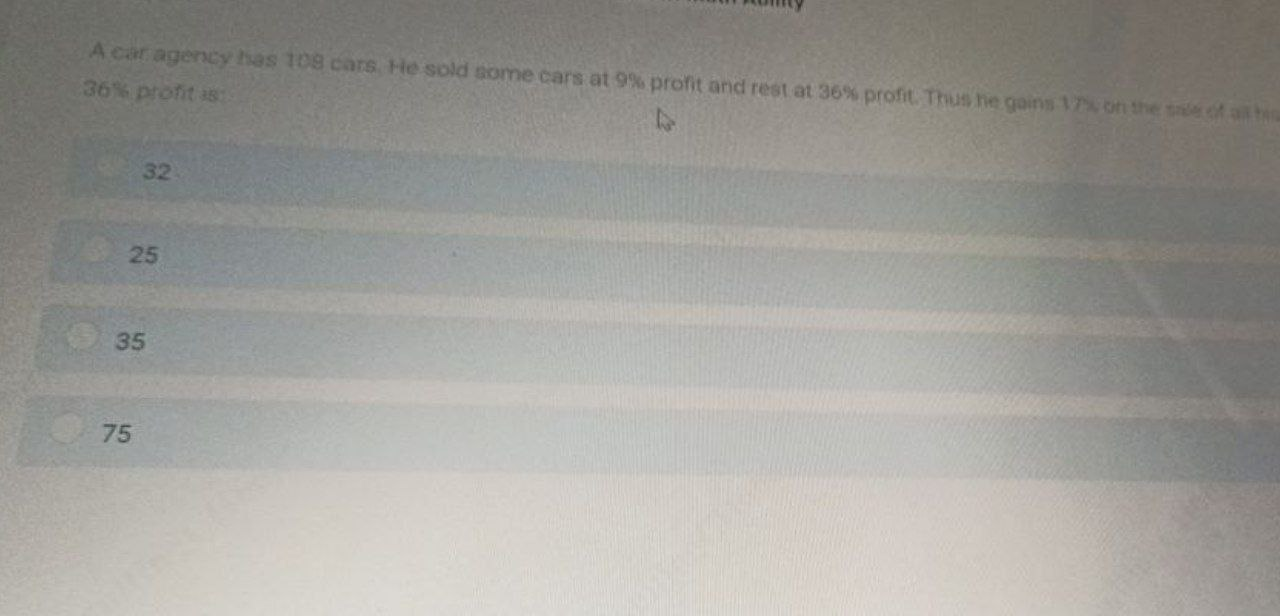 A car agency has 108 cars. He sold some cars at 9% profit and rest at 36% profit. Thus he gains 17% on the sale of all his
36% profit is:
32
25
35
75